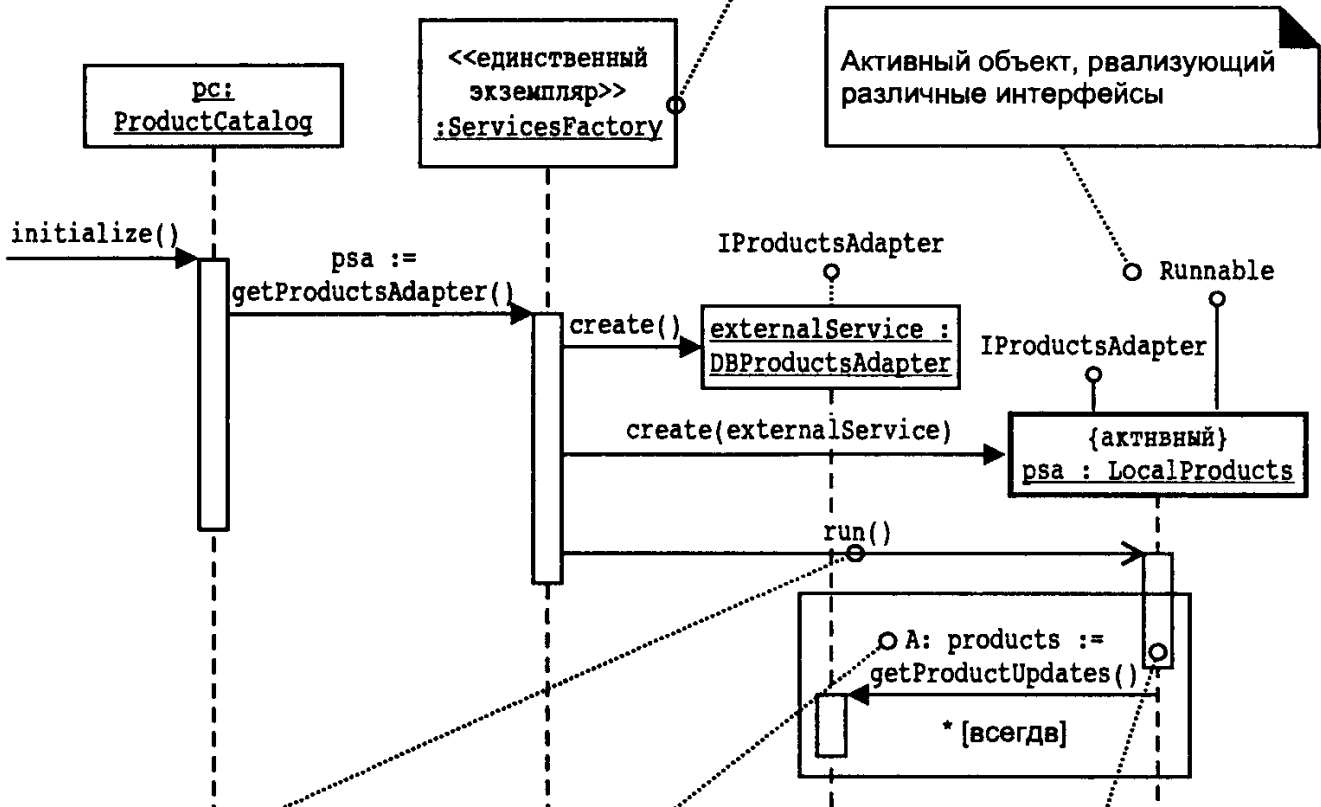 <<единственный
экземпляр>>
:ServicesFactory
pc:
ProductCatalog
Активный объект, рвализующий
различные интерфейсы
initialize()
psa :=
getProductsAdapter()
IProductsAdapter
Runnable
create()
externalService :
DBProductsAdapter
IProductsAdapter
create(externalService)
{активный}
psa : LocalProducts
run()
A: products :=
getProductUpdates()
* [всегдв]